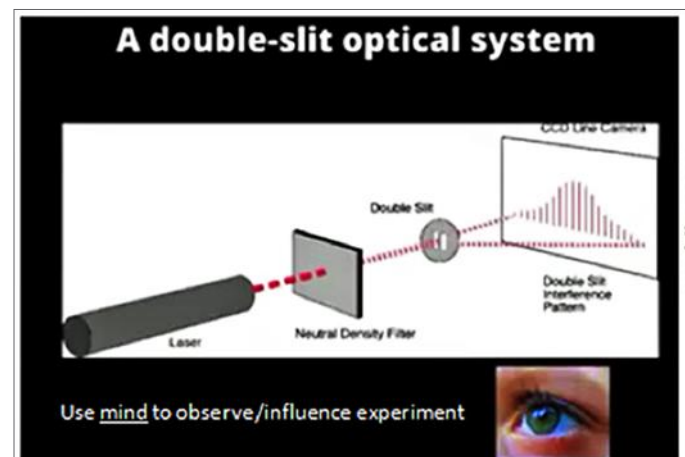 A double-slit optical system
CCD Line Camera
Double Slit
Double Slit
Interference
Pattern
Neutral Density Filter
Laser
Use mind to observe/influence experiment